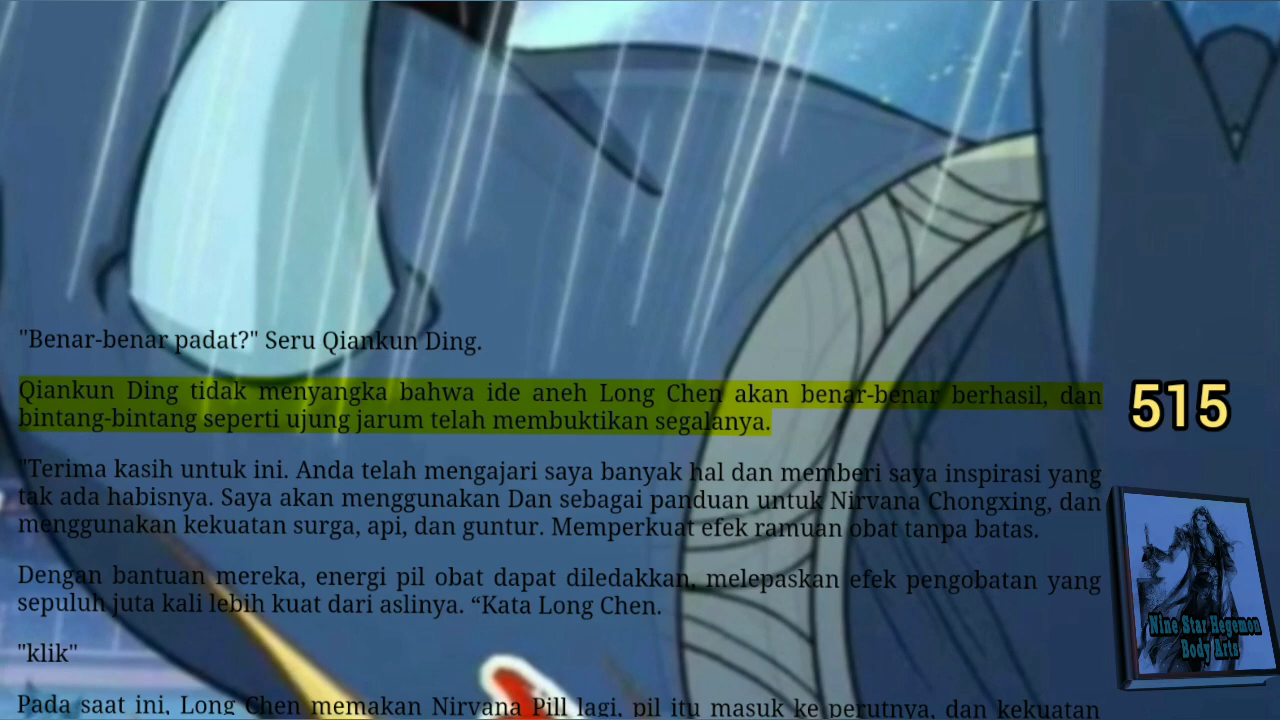 "Benar-benar padat?" Seru Qiankun Ding.
Qiankun Ding tidak menyangka bahwa ide aneh Long Chen akan benar-benar berhasil, dan
bintang-bintang seperti ujung jarum telah membuktikan segalanya.
515
"Terima kasih untuk ini. Anda telah mengajari saya banyak hal dan memberi saya inspirasi yang
tak ada habisnya. Saya akan menggunakan Dan sebagai panduan untuk Nirvana Chongxing, dan
menggunakan kekuatan surga, api, dan guntur. Memperkuat efek ramuan obat tanpa batas.
Dengan bantuan mereka, energi pil obat dapat diledakkan, melepaskan efek pengobatan yang
sepuluh juta kali lebih kuat dari aslinya. “Kata Long Chen.
Nine Star Hegemon
Body Arts
"klik"
Pada saat ini, Long Chen memakan Nirvana Pill lagi, pil itu masuk ke perutnya, dan kekuatan